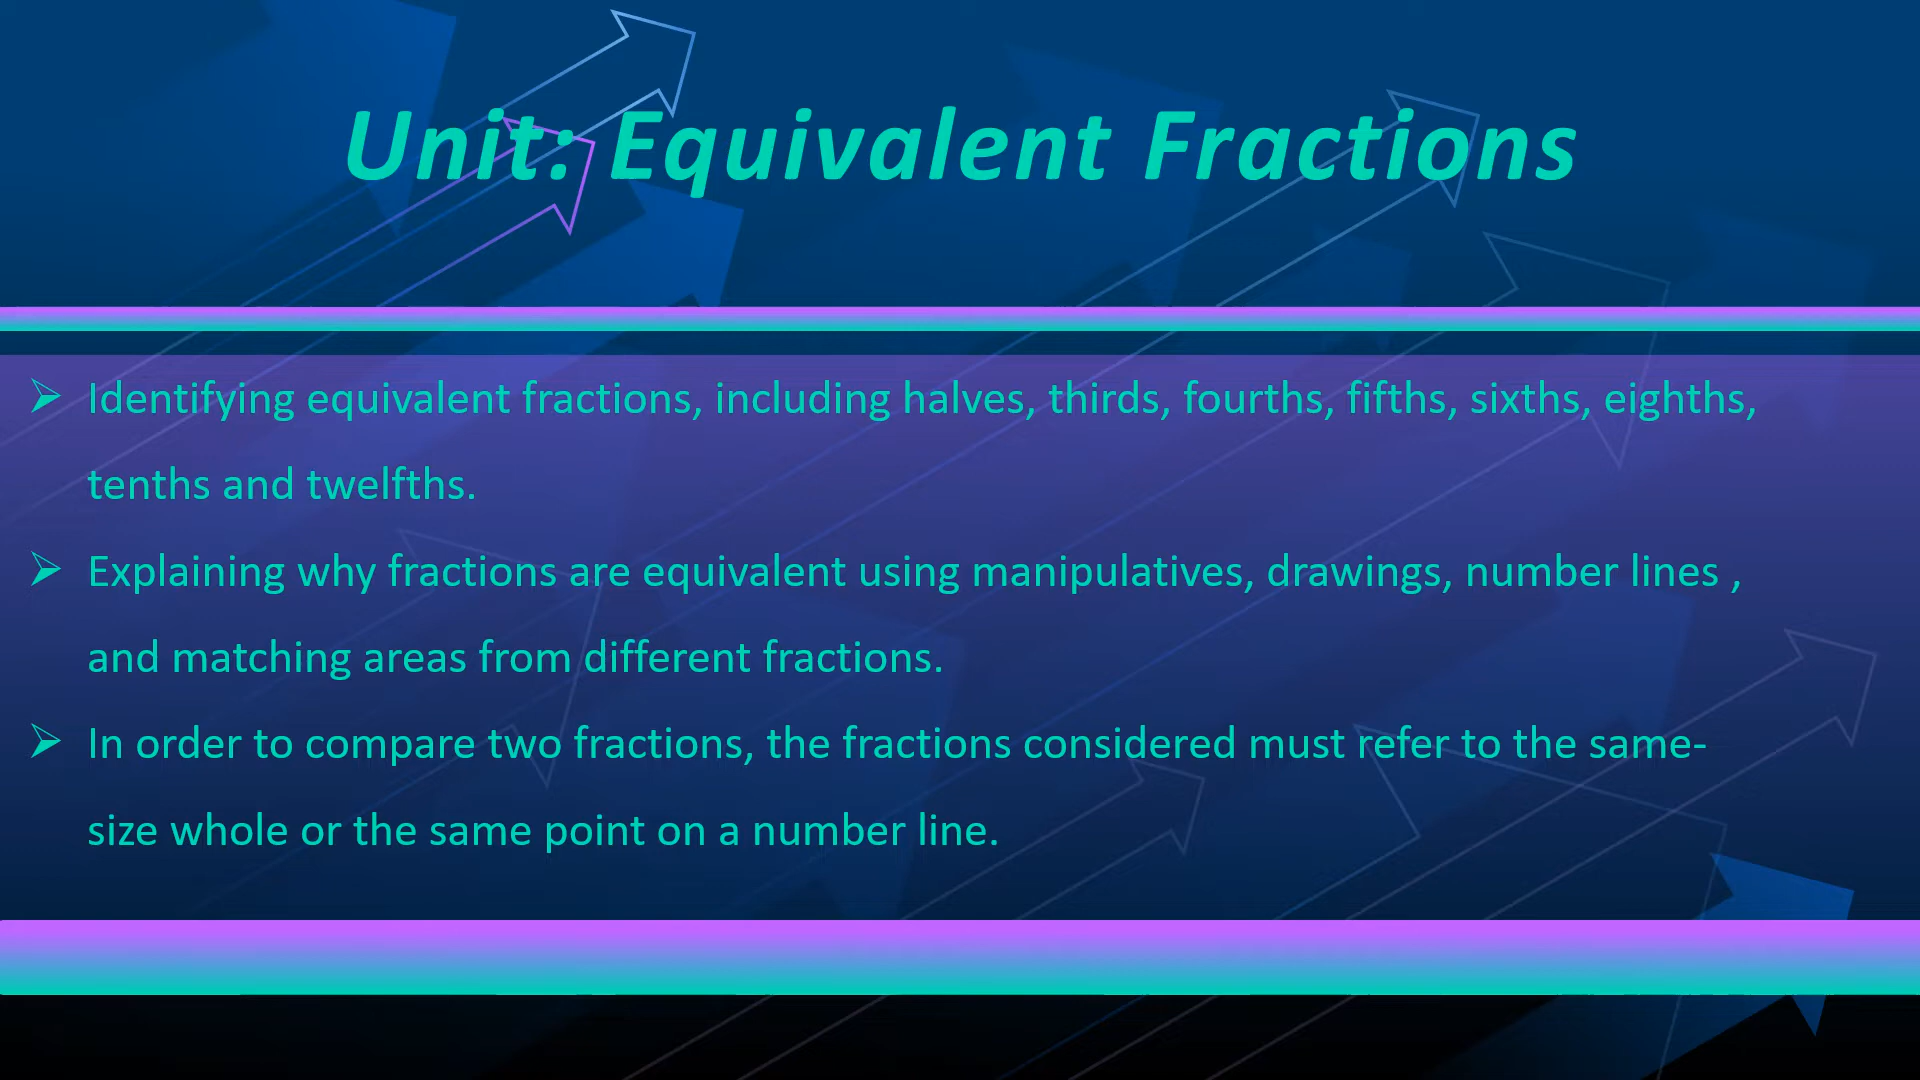 Unit: Equivalent Fractions
➢ Identifying equivalent fractions, including halves, thirds, fourths, fifths, sixths, eighths,
tenths and twelfths.
➢ Explaining why fractions are equivalent using manipulatives, drawings, number lines ,
and matching areas from different fractions.
➢ In order to compare two fractions, the fractions considered must refer to the same-
size whole or the same point on a number line.